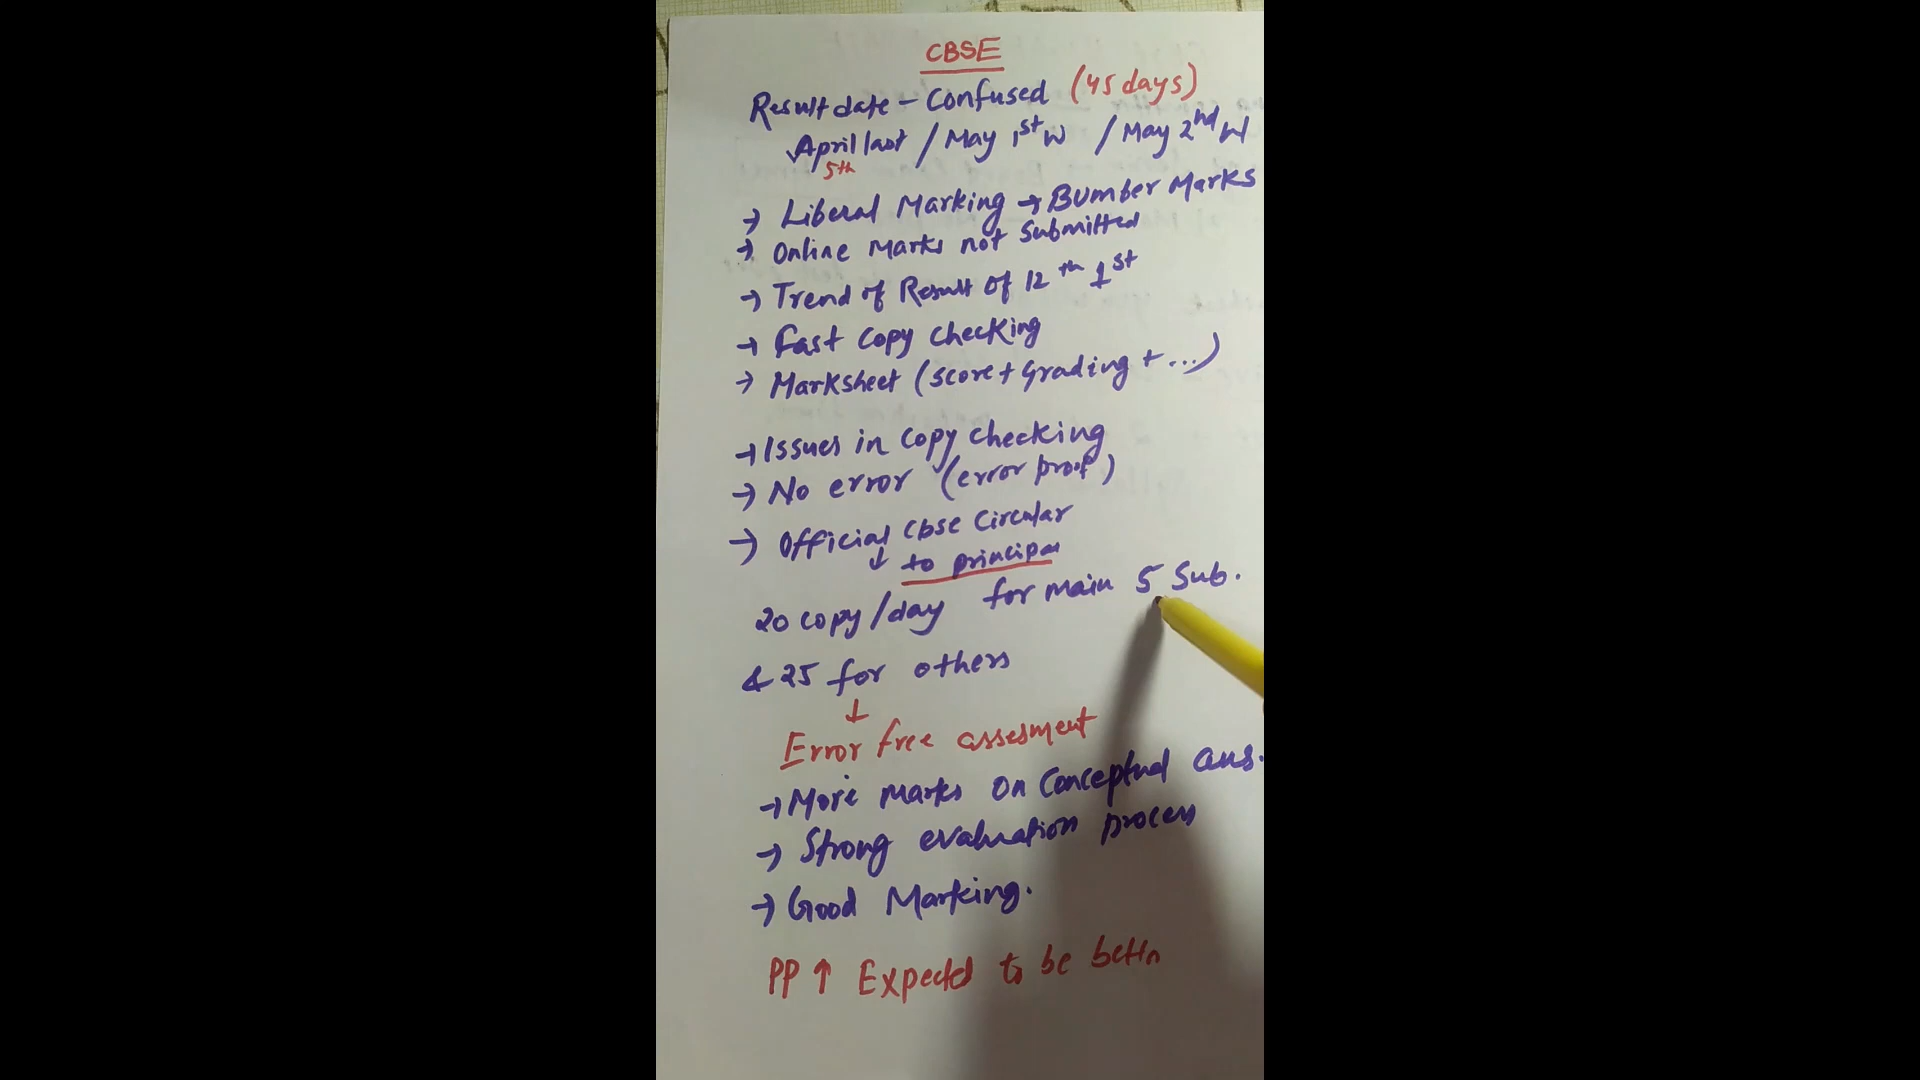 CBSE
Result date - Confused (45 days)
April last / May 1st W / May 2nd W
5th
→ Liberal Marking → Bumber Marks
→ Online Marks not Submitted
→ Trend of Result of 12th 1st
→ Fast Copy Checking
→ Marksheet (Score + Grading + ...)
→ Issues in Copy Checking
→ No error (error proof)
→ Official CBSE Circular
↓ to principal
20 copy/day for main 5 Sub.
& 25 for others
↓
Error free assesment
→ More marks on Conceptual ans.
→ Strong evaluation process
→ Good Marking.
PP ↑ Expected to be better